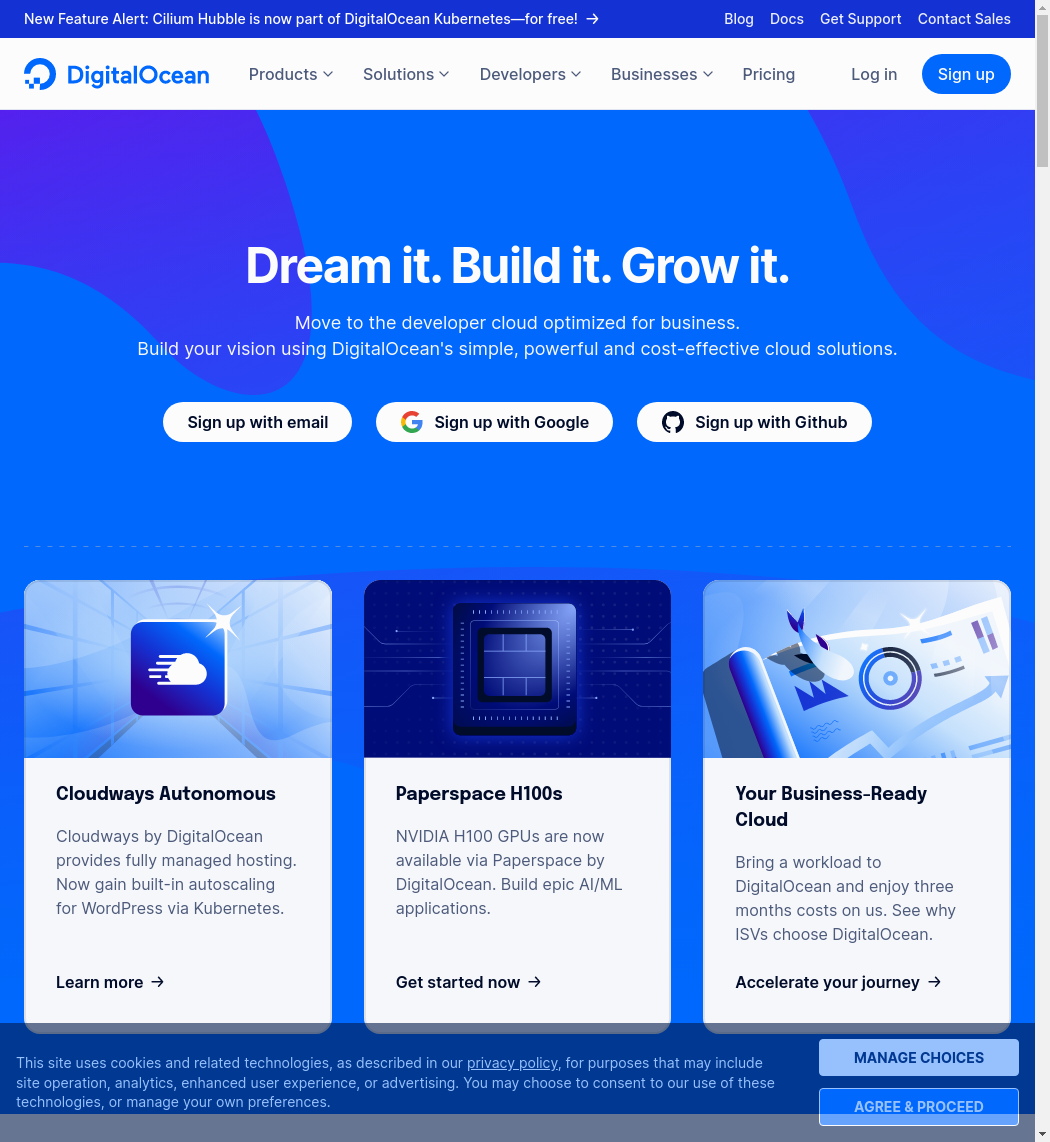 New Feature Alert: Cilium Hubble is now part of DigitalOcean Kubernetes—for free! →
Blog Docs Get Support Contact Sales
DigitalOcean Products Solutions Developers Businesses Pricing Log in Sign up
Dream it. Build it. Grow it.
Move to the developer cloud optimized for business.
Build your vision using DigitalOcean's simple, powerful and cost-effective cloud solutions.
Sign up with email Sign up with Google Sign up with Github
Cloudways Autonomous
Cloudways by DigitalOcean
provides fully managed hosting.
Now gain built-in autoscaling
for WordPress via Kubernetes.
Learn more →
Paperspace H100s
NVIDIA H100 GPUs are now
available via Paperspace by
DigitalOcean. Build epic AI/ML
applications.
Get started now →
Your Business-Ready
Cloud
Bring a workload to
DigitalOcean and enjoy three
months costs on us. See why
ISVs choose DigitalOcean.
Accelerate your journey →
This site uses cookies and related technologies, as described in our privacy policy, for purposes that may include
site operation, analytics, enhanced user experience, or advertising. You may choose to consent to our use of these
technologies, or manage your own preferences.
MANAGE CHOICES
AGREE & PROCEED